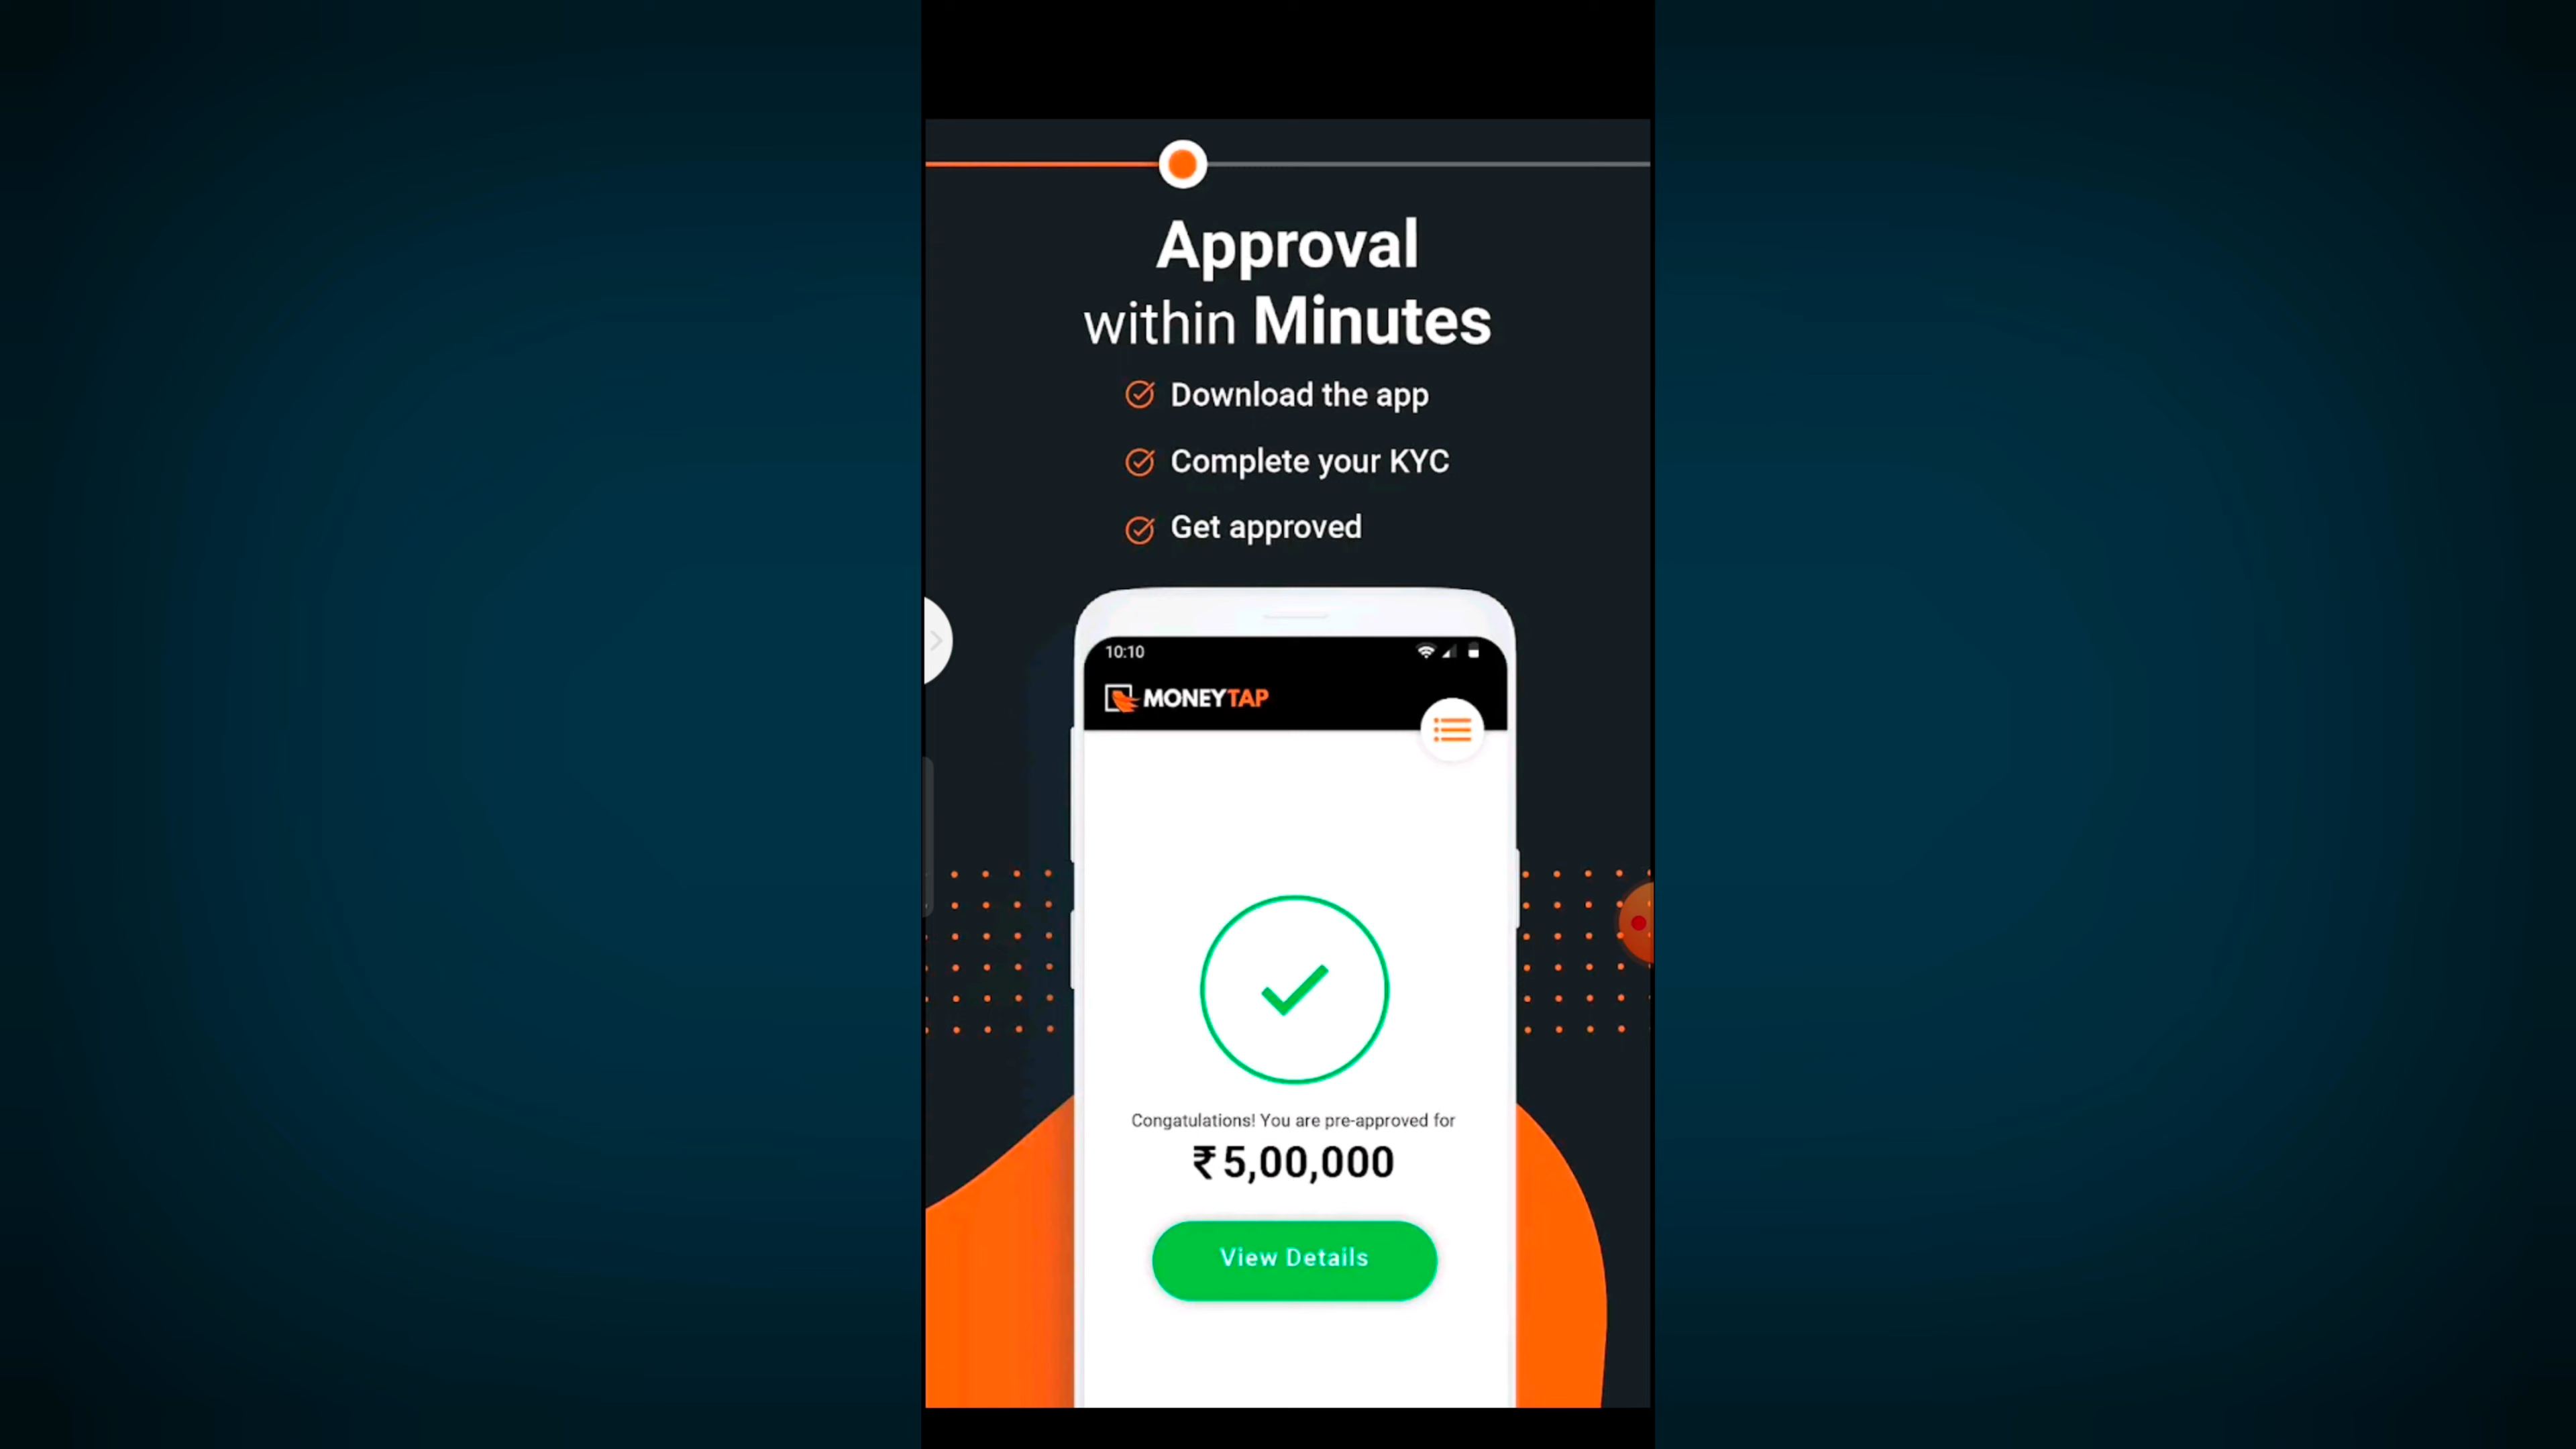 Approval
within Minutes
Download the app
Complete your KYC
Get approved
10:10
MONEYTAP
Congatulations! You are pre-approved for
₹5,00,000
View Details